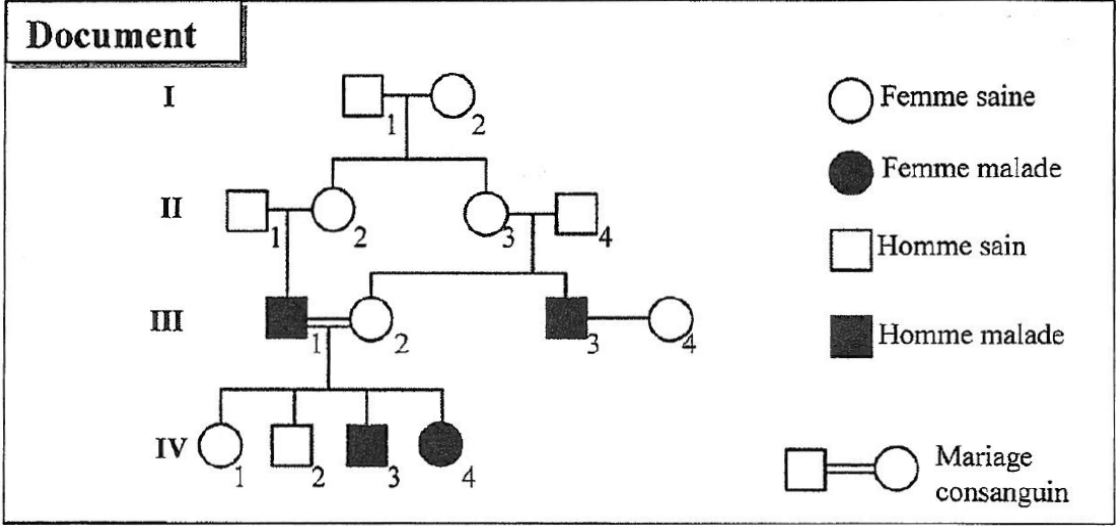 Document
I
1
2
Femme saine
Femme malade
II
1
2
3
4
Homme sain
III
1
2
3
4
Homme malade
IV
1
2
3
4
Mariage
consanguin